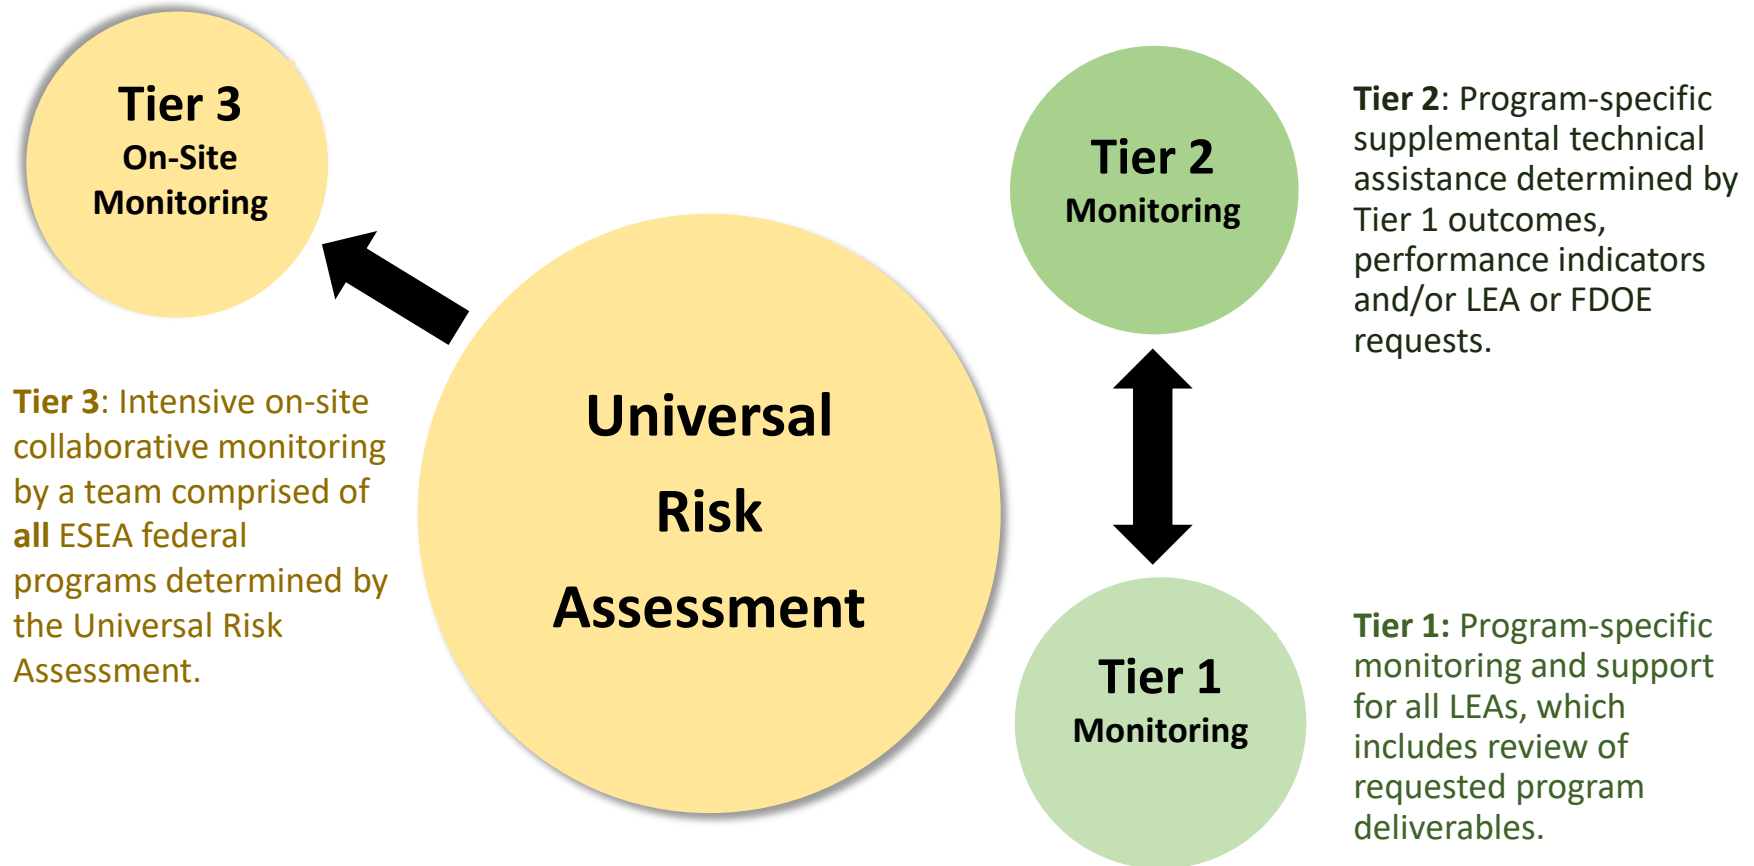 Tier 3
On-Site
Monitoring
Tier 3: Intensive on-site
collaborative monitoring
by a team comprised of
all ESEA federal
programs determined by
the Universal Risk
Assessment.
Universal
Risk
Assessment
Tier 2
Monitoring
Tier 2: Program-specific
supplemental technical
assistance determined by
Tier 1 outcomes,
performance indicators
and/or LEA or FDOE
requests.
Tier 1
Monitoring
Tier 1: Program-specific
monitoring and support
for all LEAs, which
includes review of
requested program
deliverables.